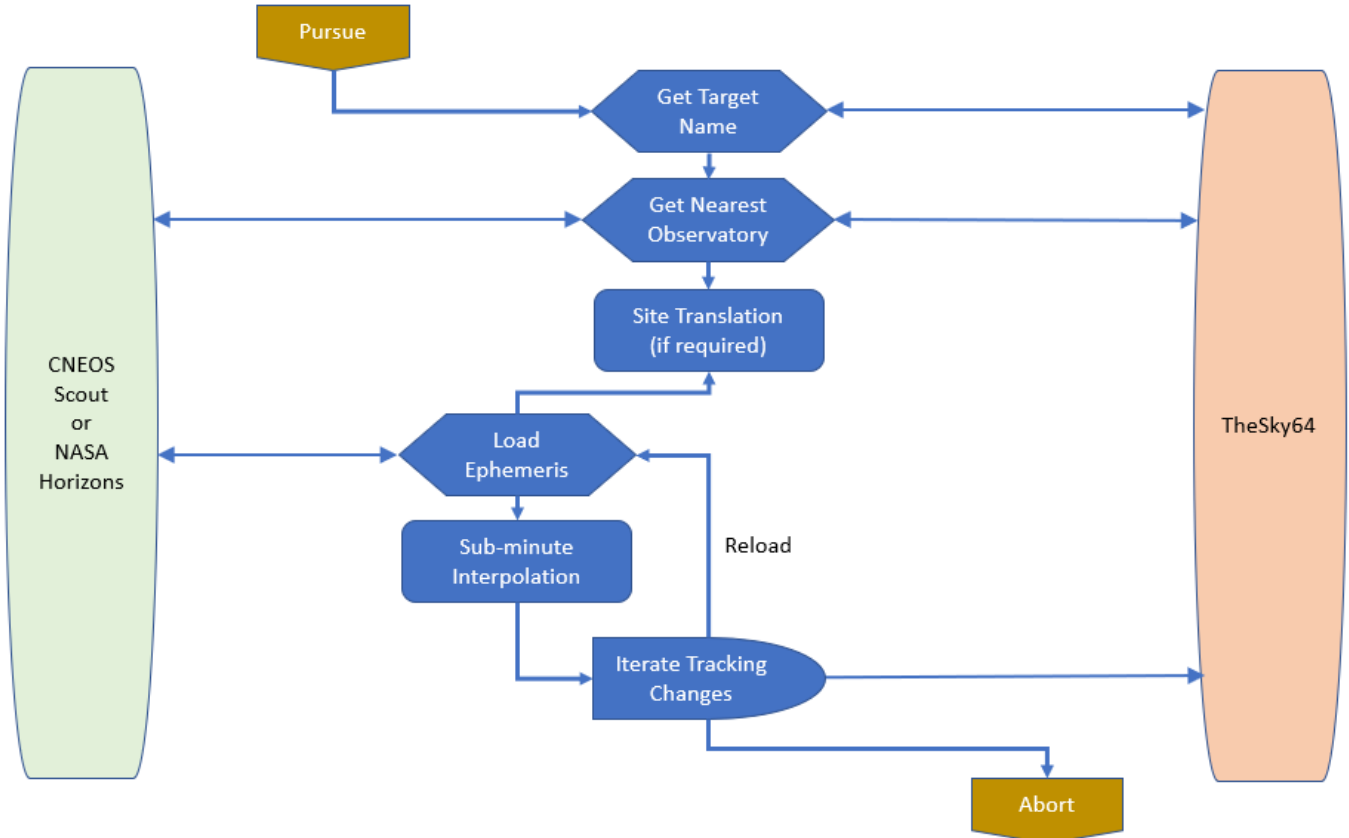 Pursue
Get Target
Name
Get Nearest
Observatory
Site Translation
(if required)
CNEOS
Scout
or
NASA
Horizons
TheSky64
Load
Ephemeris
Sub-minute
Interpolation
Reload
Iterate Tracking
Changes
Abort